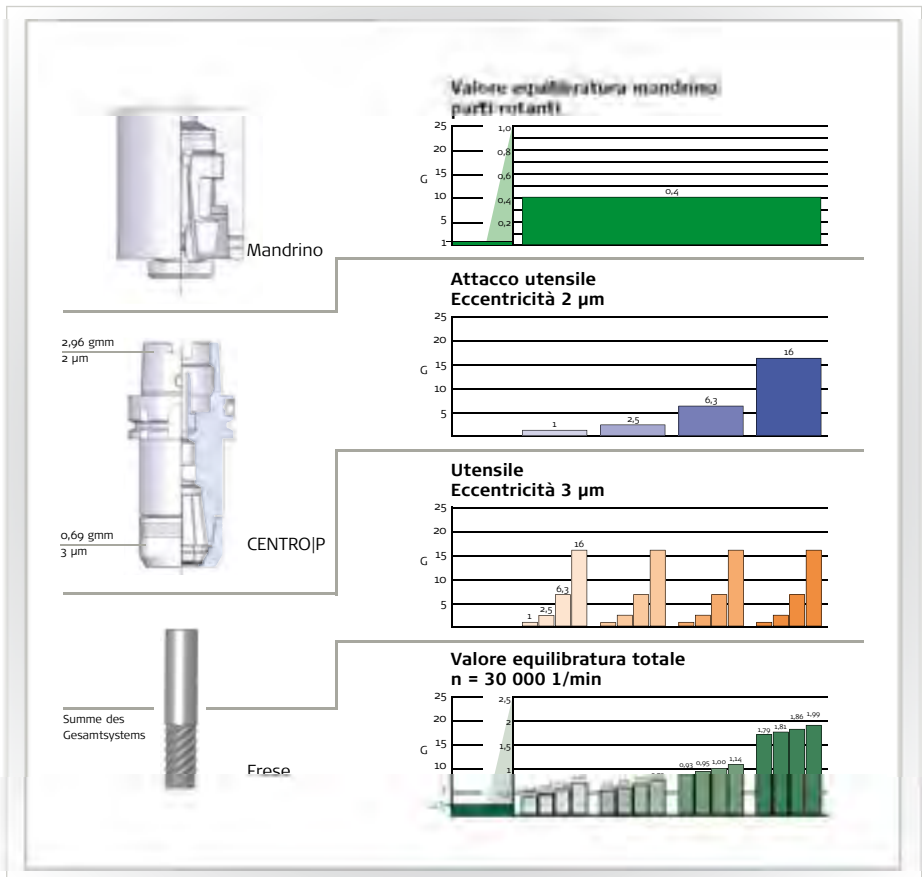 Valore equilibratura mandrino
parti rotanti
25
20
15
G
10
5
1
1,0
0,8
0,6
0,4
0,2
0,4
Mandrino
Attacco utensile
Eccentricità 2 µm
25
20
15
G
10
5
1
2,5
6,3
16
2,96 gmm
2 µm
0,69 gmm
3 µm
CENTRO|P
Utensile
Eccentricità 3 µm
25
20
15
G
10
5
1
2,5
6,3
16
Valore equilibratura totale
n = 30 000 1/min
25
20
15
G
10
2,5
2
1,5
1
0,93
0,95
1,00
1,14
1,79
1,81
1,86
1,99
Summe des
Gesamtsystems
Frese